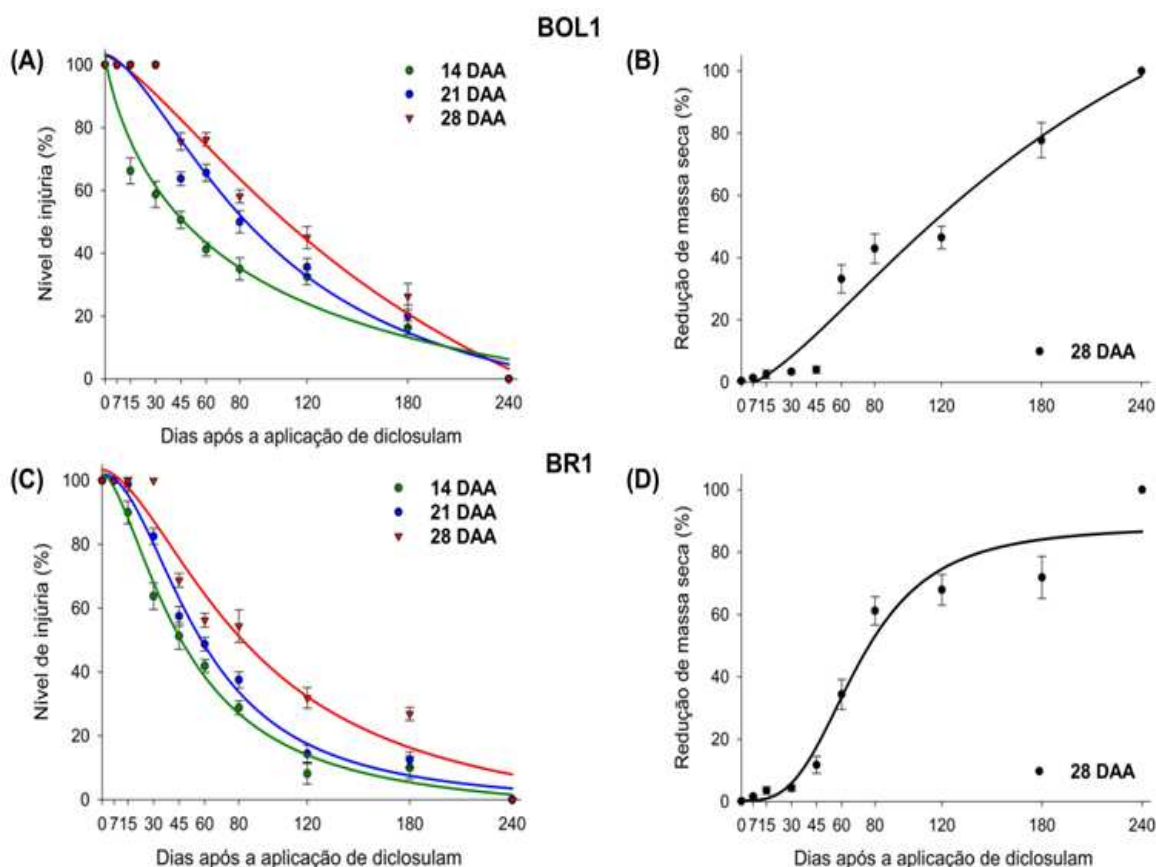 BOL1
(A)
100
80
60
40
20
0
Nível de injúria (%)
14 DAA
21 DAA
28 DAA
0 7 15 30 45 60 80 120 180 240
Dias após a aplicação de diclosulam
(B)
100
80
60
40
20
0
Redução de massa seca (%)
28 DAA
0 7 15 30 45 60 80 120 180 240
Dias após a aplicação de diclosulam
BR1
(C)
100
80
60
40
20
0
Nível de injúria (%)
14 DAA
21 DAA
28 DAA
0 7 15 30 45 60 80 120 180 240
Dias após a aplicação de diclosulam
(D)
100
80
60
40
20
0
Redução de massa seca (%)
28 DAA
0 7 15 30 45 60 80 120 180 240
Dias após a aplicação de diclosulam